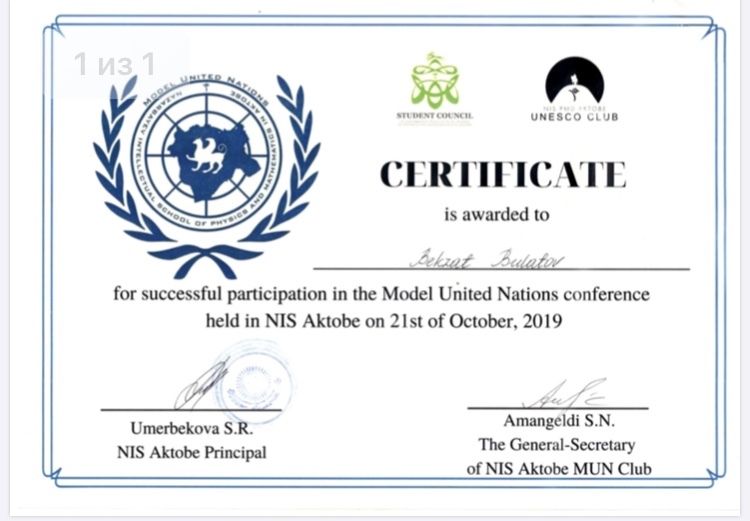 1 из 1
MODEL UNITED NATIONS
NAZARBAYEV INTELLECTUAL SCHOOL OF PHYSICS AND MATHEMATICS IN AKTOBE
STUDENT COUNCIL
NIS PMD AKTOBE
UNESCO CLUB
CERTIFICATE
is awarded to
Bekzat Bulatov
for successful participation in the Model United Nations conference
held in NIS Aktobe on 21st of October, 2019
Umerbekova S.R.
NIS Aktobe Principal
Amangeldi S.N.
The General-Secretary
of NIS Aktobe MUN Club